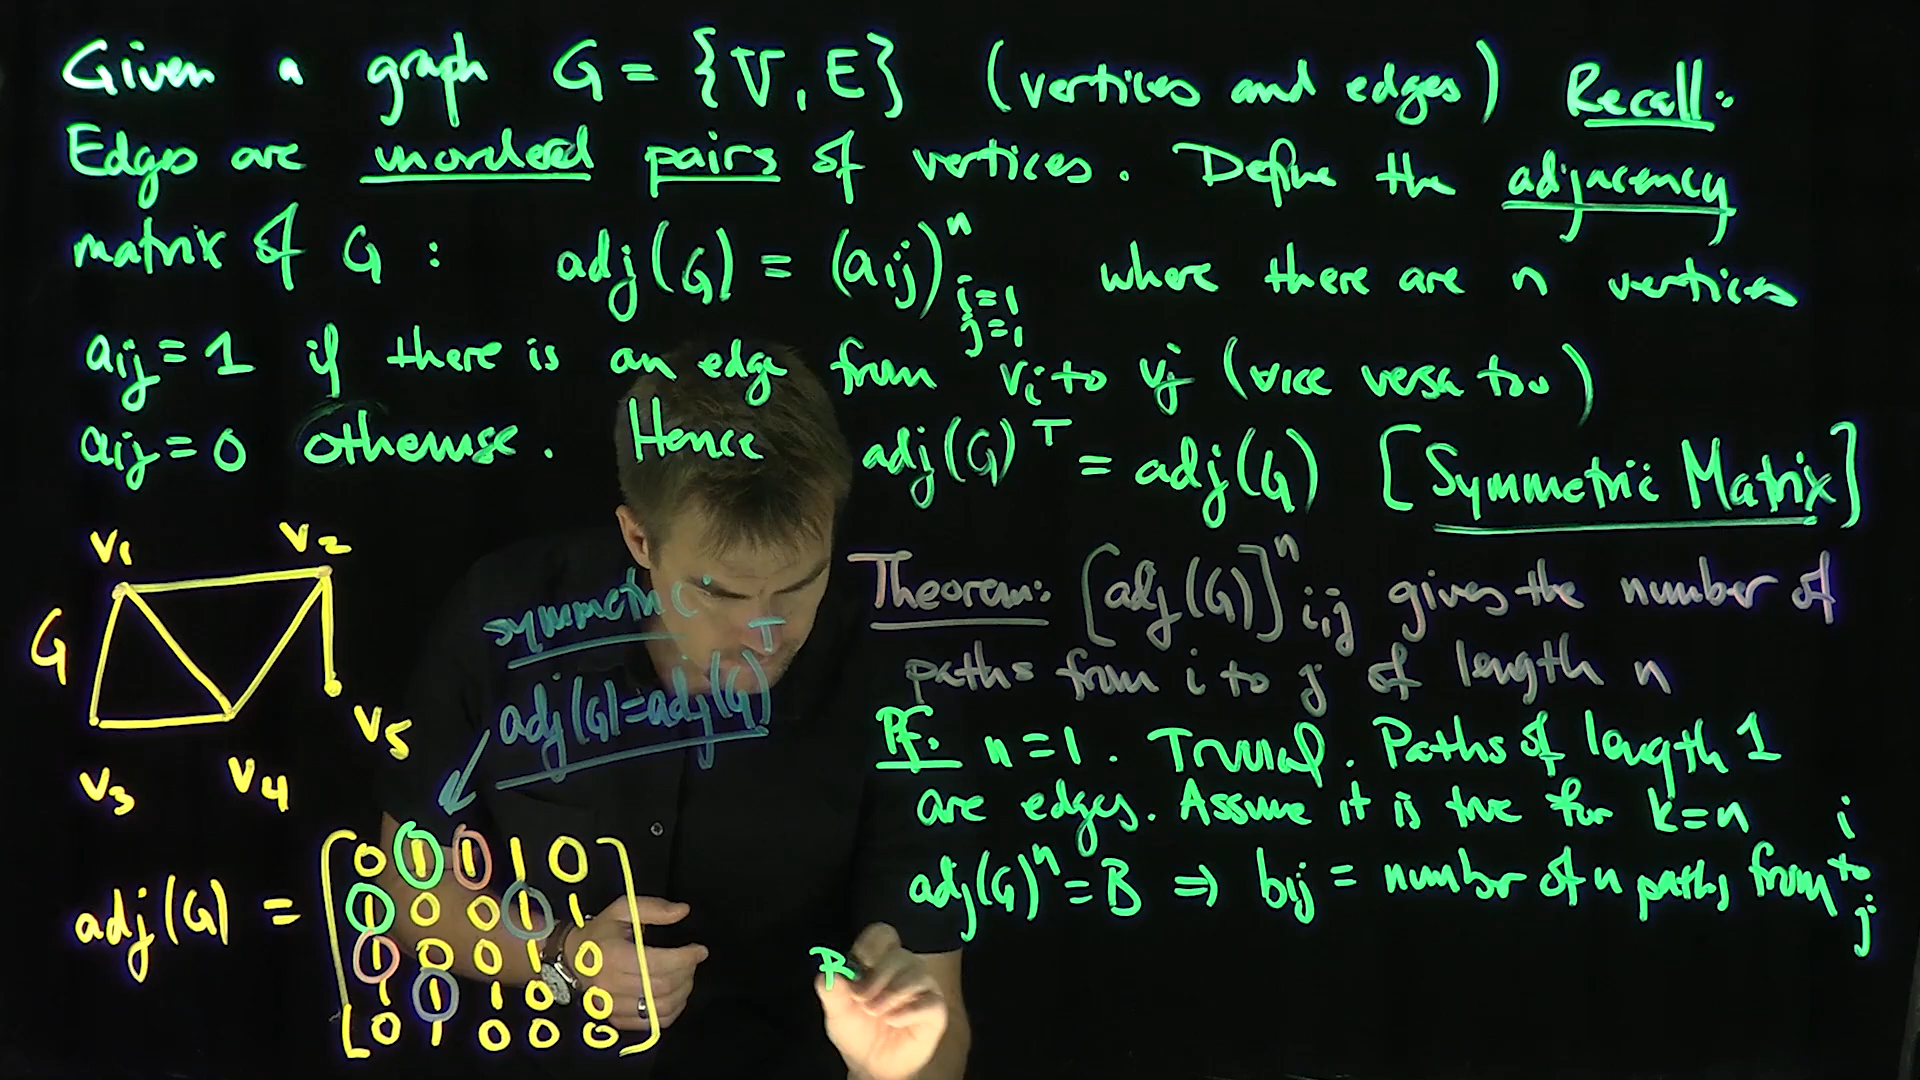 Given a graph G = {V, E} (vertices and edges) Recall:
Edges are unordered pairs of vertices. Define the adjacency
matrix of G : adj(G) = (aij)^n i=1 j=1 where there are n vertices
aij = 1 if there is an edge from vi to vj (vice versa too)
aij = 0 otherwise. Hence adj(G)^T = adj(G) [Symmetric Matrix]
V1 V2
G
V3 V4 V5
symmetric
adj(G)=adj(G)^T
adj(G) = [0 1 1 1 0
1 0 0 1 1
1 0 0 1 0
1 1 1 0 0
0 1 0 0 0]
Theorem: [adj(G)]^n i,j gives the number of
paths from i to j of length n
Pf. n=1. Trivial. Paths of length 1
are edges. Assume it is true for k=n
adj(G)^n = B ⇒ bij = number of n paths from i to j